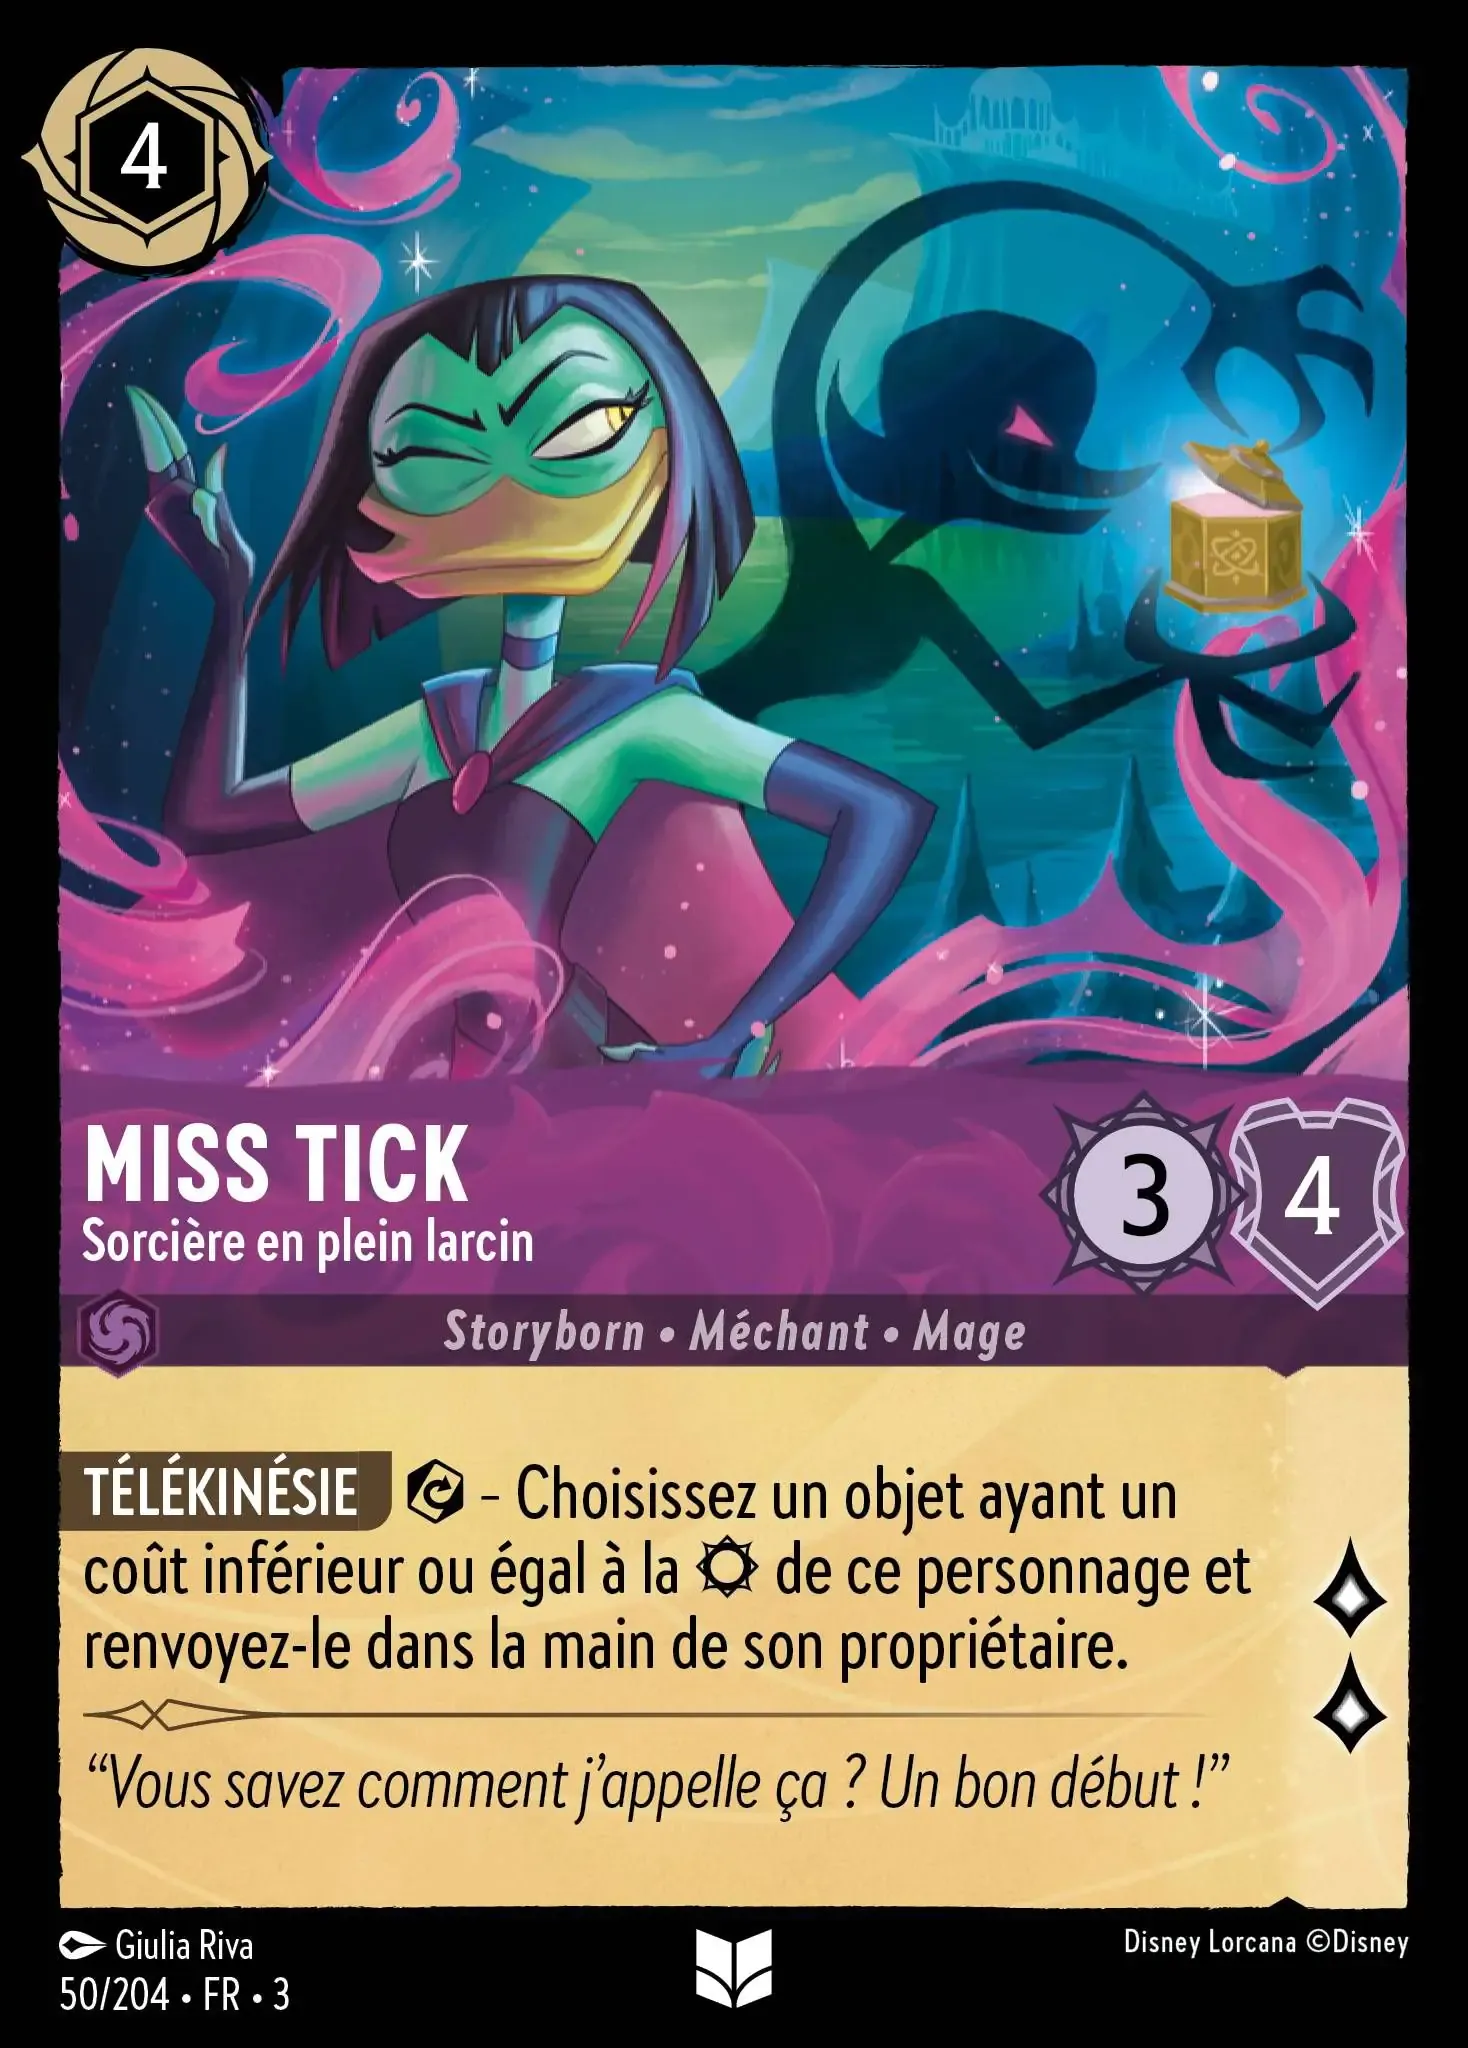 4
MISS TICK
Sorcière en plein larcin
3
4
Storyborn • Méchant • Mage
TÉLÉKINÉSIE - Choisissez un objet ayant un
coût inférieur ou égal à la de ce personnage et
renvoyez-le dans la main de son propriétaire.
“Vous savez comment j’appelle ça ? Un bon début !”
Giulia Riva
50/204 • FR • 3
Disney Lorcana ©Disney